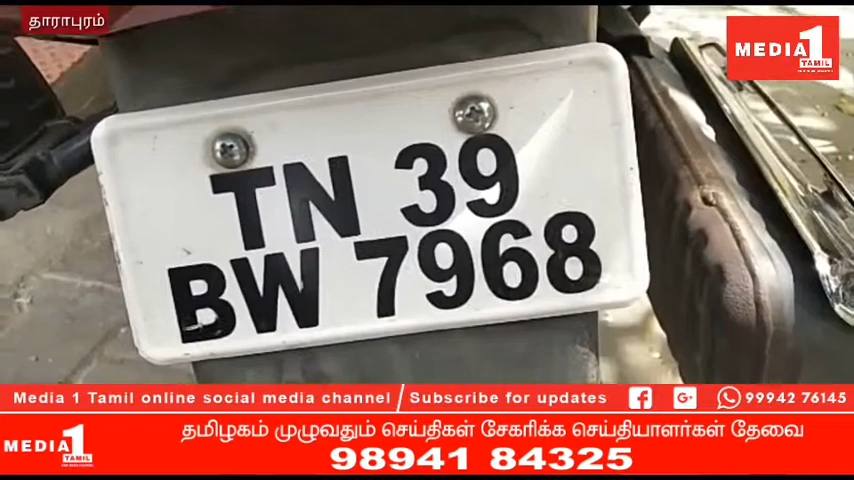 தாராபுரம்
MEDIA 1
TAMIL
TN 39
BW 7968
Media 1 Tamil online social media channel / Subscribe for updates
99942 76145
தமிழகம் முழுவதும் செய்திகள் சேகரிக்க செய்தியாளர்கள் தேவை
MEDIA 1
TAMIL
98941 84325